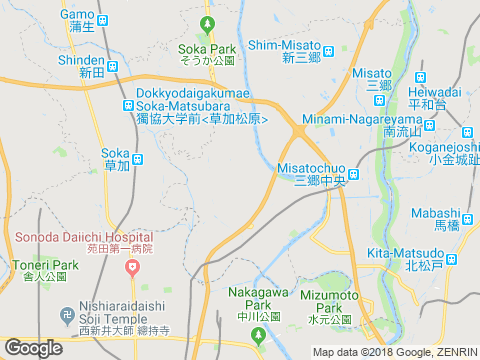 Gamo
蒲生
Soka Park
そうか公園
Shim-Misato
新三郷
Shinden
新田
Misato
三郷
Heiwadai
平和台
Dokkyodaigakumae
Soka-Matsubara
獨協大学前<草加松原>
Minami-Nagareyama
南流山
Koganejoshi
小金城趾
Soka
草加
Misatochuo
三郷中央
Mabashi
馬橋
Sonoda Daiichi Hospital
苑田第一病院
Kita-Matsudo
北松戸
Toneri Park
舎人公園
Nishiaraidaishi
Soji Temple
西新井大師 總持寺
Nakagawa
Park
中川公園
Mizumoto
Park
水元公園
Google
Map data ©2018 Google, ZENRIN